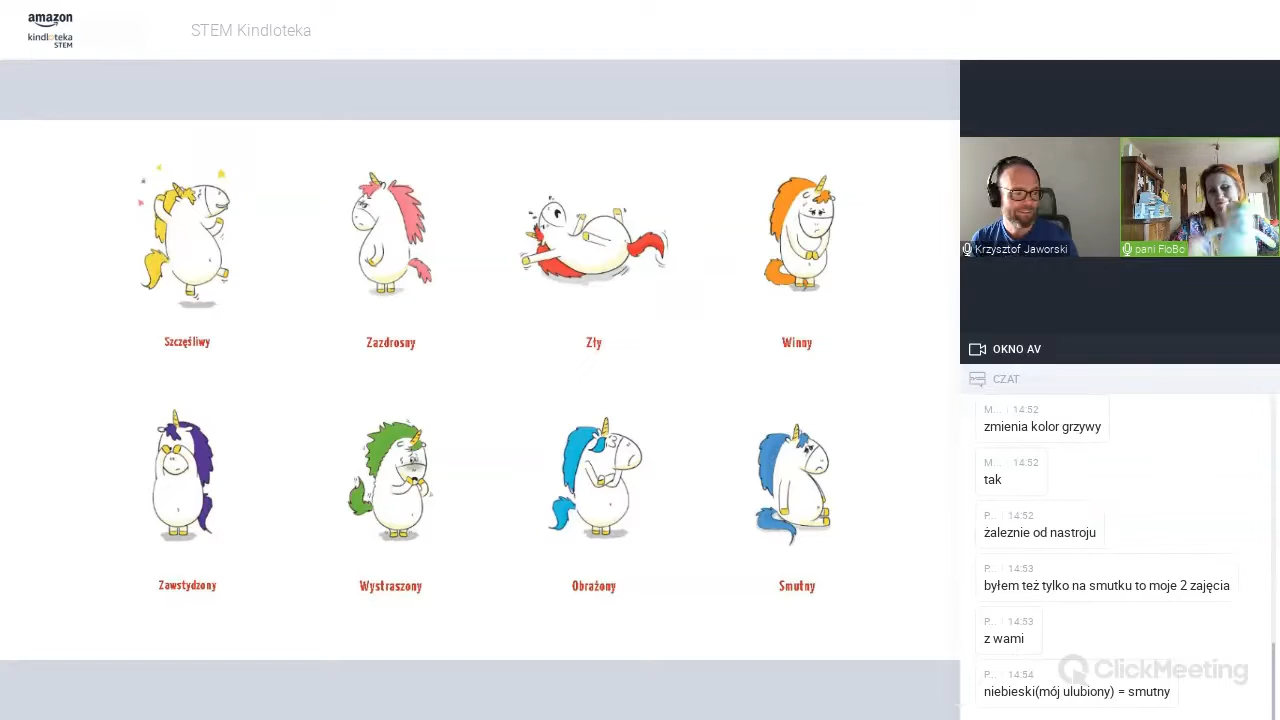 amazon
kindloteka
STEM
STEM Kindloteka
Szczęśliwy
Zazdrosny
Zły
Winny
Zawstydzony
Wystraszony
Obrażony
Smutny
Krzysztof Jaworski
pani FloBo
OKNO AV
CZAT
M... 14:52
zmienia kolor grzywy
M... 14:52
tak
P... 14:52
żaleznie od nastroju
P... 14:53
byłem też tylko na smutku to moje 2 zajęcia
P... 14:53
z wami
P... 14:54
niebieski(mój ulubiony) = smutny
ClickMeeting